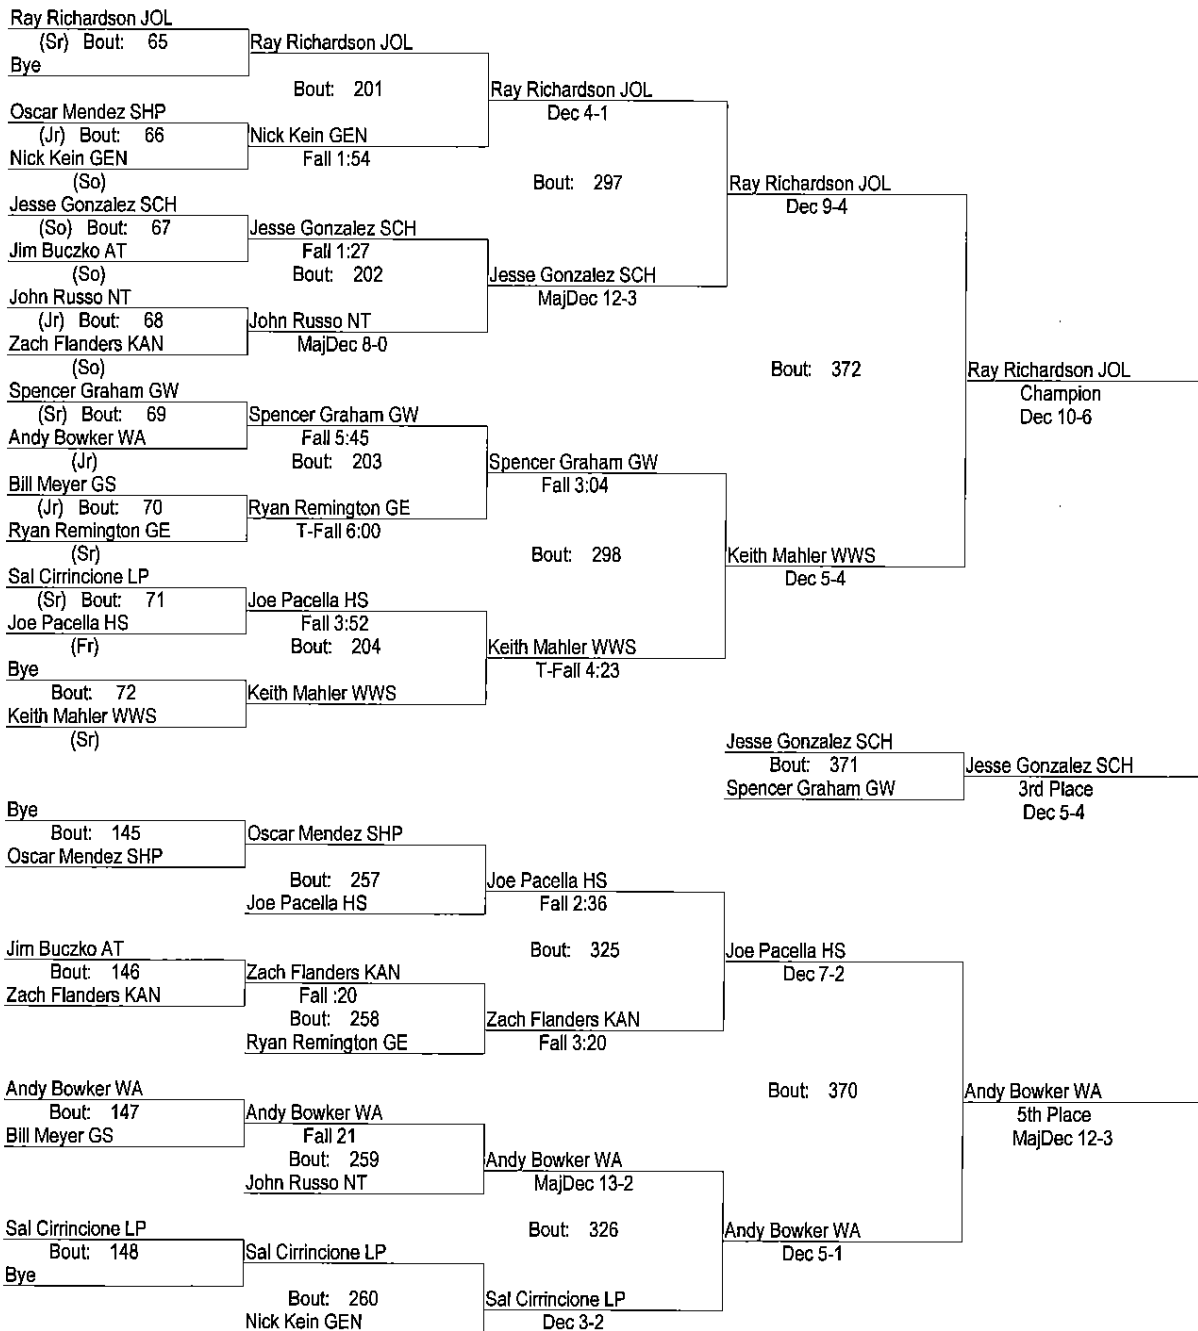 Ray Richardson JOL
(Sr) Bout: 65
Bye
Ray Richardson JOL
Bout: 201
Oscar Mendez SHP
(Jr) Bout: 66
Nick Kein GEN
(So)
Nick Kein GEN
Fall 1:54
Ray Richardson JOL
Dec 4-1
Bout: 297
Jesse Gonzalez SCH
(So) Bout: 67
Jim Buczko AT
(So)
Jesse Gonzalez SCH
Fall 1:27
Bout: 202
John Russo NT
(Jr) Bout: 68
Zach Flanders KAN
(So)
John Russo NT
MajDec 8-0
Jesse Gonzalez SCH
MajDec 12-3
Ray Richardson JOL
Dec 9-4
Bout: 372
Spencer Graham GW
(Sr) Bout: 69
Andy Bowker WA
(Jr)
Spencer Graham GW
Fall 5:45
Bout: 203
Bill Meyer GS
(Jr) Bout: 70
Ryan Remington GE
(Sr)
Ryan Remington GE
T-Fall 6:00
Spencer Graham GW
Fall 3:04
Bout: 298
Sal Cirrincione LP
(Sr) Bout: 71
Joe Pacella HS
(Fr)
Joe Pacella HS
Fall 3:52
Bout: 204
Bye
Bout: 72
Keith Mahler WWS
(Sr)
Keith Mahler WWS
Keith Mahler WWS
T-Fall 4:23
Keith Mahler WWS
Dec 5-4
Ray Richardson JOL
Champion
Dec 10-6
Jesse Gonzalez SCH
Bout: 371
Spencer Graham GW
Jesse Gonzalez SCH
3rd Place
Dec 5-4
Bye
Bout: 145
Oscar Mendez SHP
Oscar Mendez SHP
Bout: 257
Joe Pacella HS
Joe Pacella HS
Fall 2:36
Bout: 325
Jim Buczko AT
Bout: 146
Zach Flanders KAN
Zach Flanders KAN
Fall :20
Bout: 258
Ryan Remington GE
Zach Flanders KAN
Fall 3:20
Joe Pacella HS
Dec 7-2
Bout: 370
Andy Bowker WA
Bout: 147
Bill Meyer GS
Andy Bowker WA
Fall 21
Bout: 259
John Russo NT
Andy Bowker WA
MajDec 13-2
Bout: 326
Sal Cirrincione LP
Bout: 148
Bye
Sal Cirrincione LP
Bout: 260
Nick Kein GEN
Sal Cirrincione LP
Dec 3-2
Andy Bowker WA
Dec 5-1
Andy Bowker WA
5th Place
MajDec 12-3